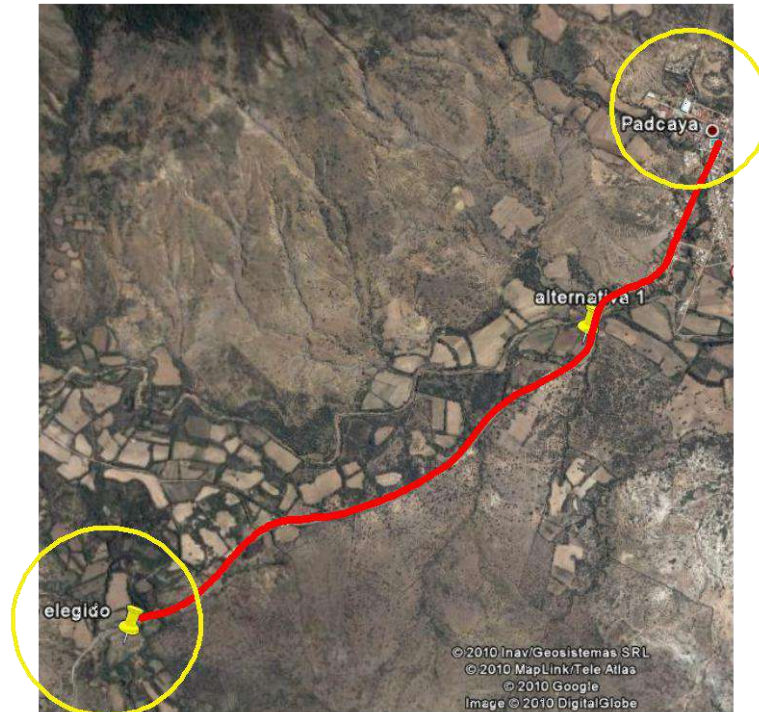 Padcaya
alternativa 1
elegido
© 2010 Inav/Geosistemas SRL
© 2010 MapLink/Tele Atlas
© 2010 Google
Image © 2010 DigitalGlobe